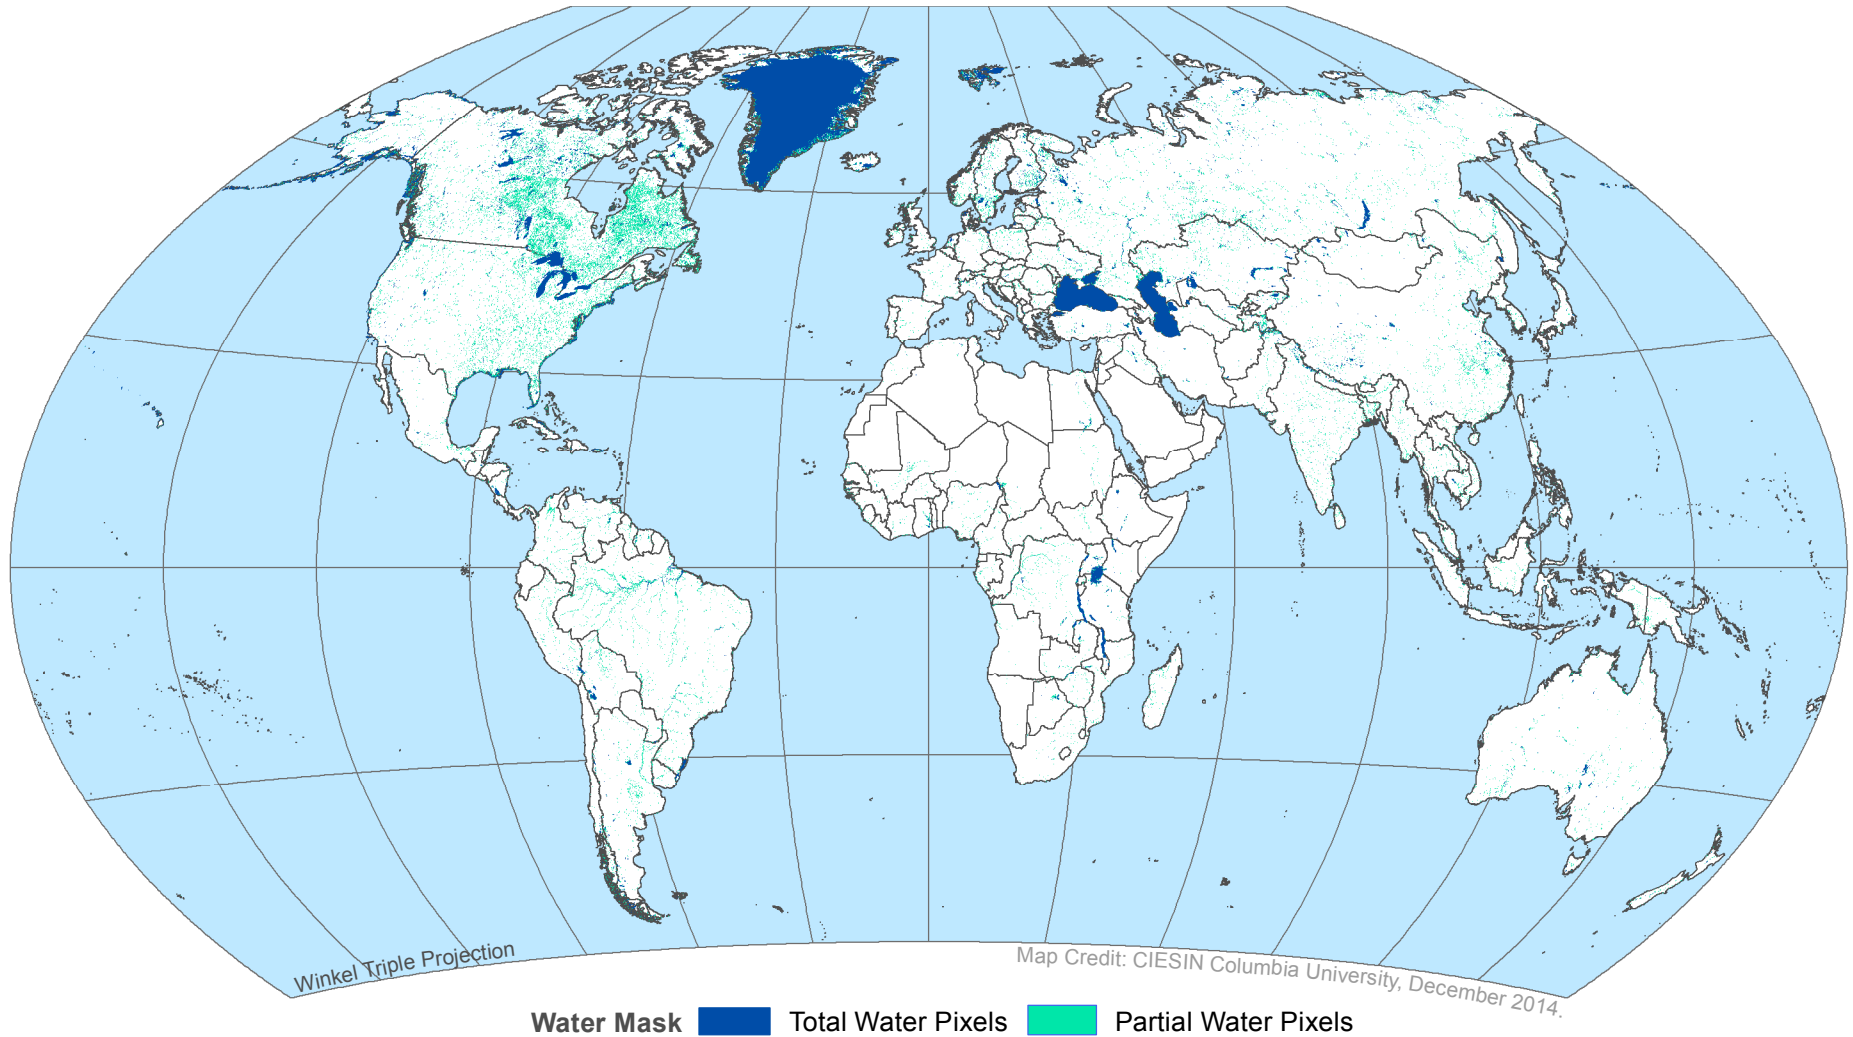 Winkel Triple Projection
Map Credit: CIESIN Columbia University, December 2014.
Water Mask Total Water Pixels Partial Water Pixels